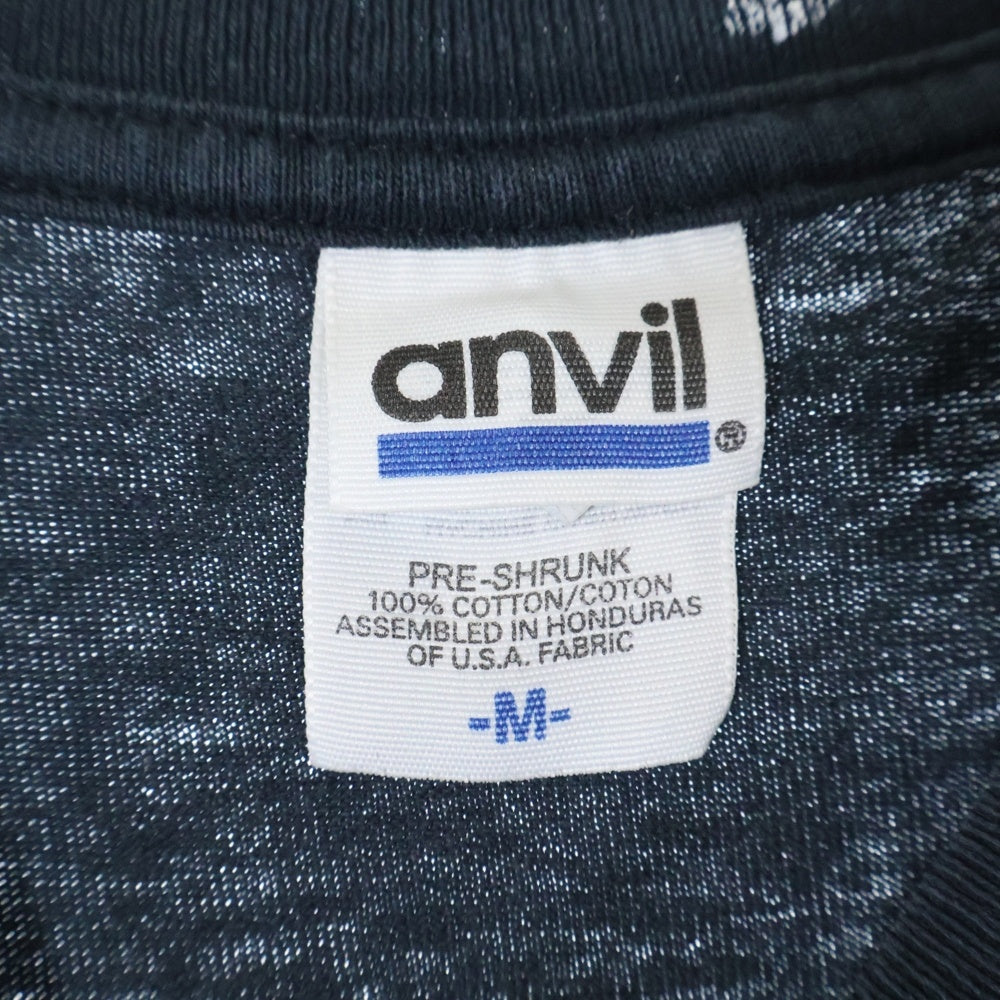 anvil
®
PRE-SHRUNK
100% COTTON/COTON
ASSEMBLED IN HONDURAS
OF U.S.A. FABRIC
-M-